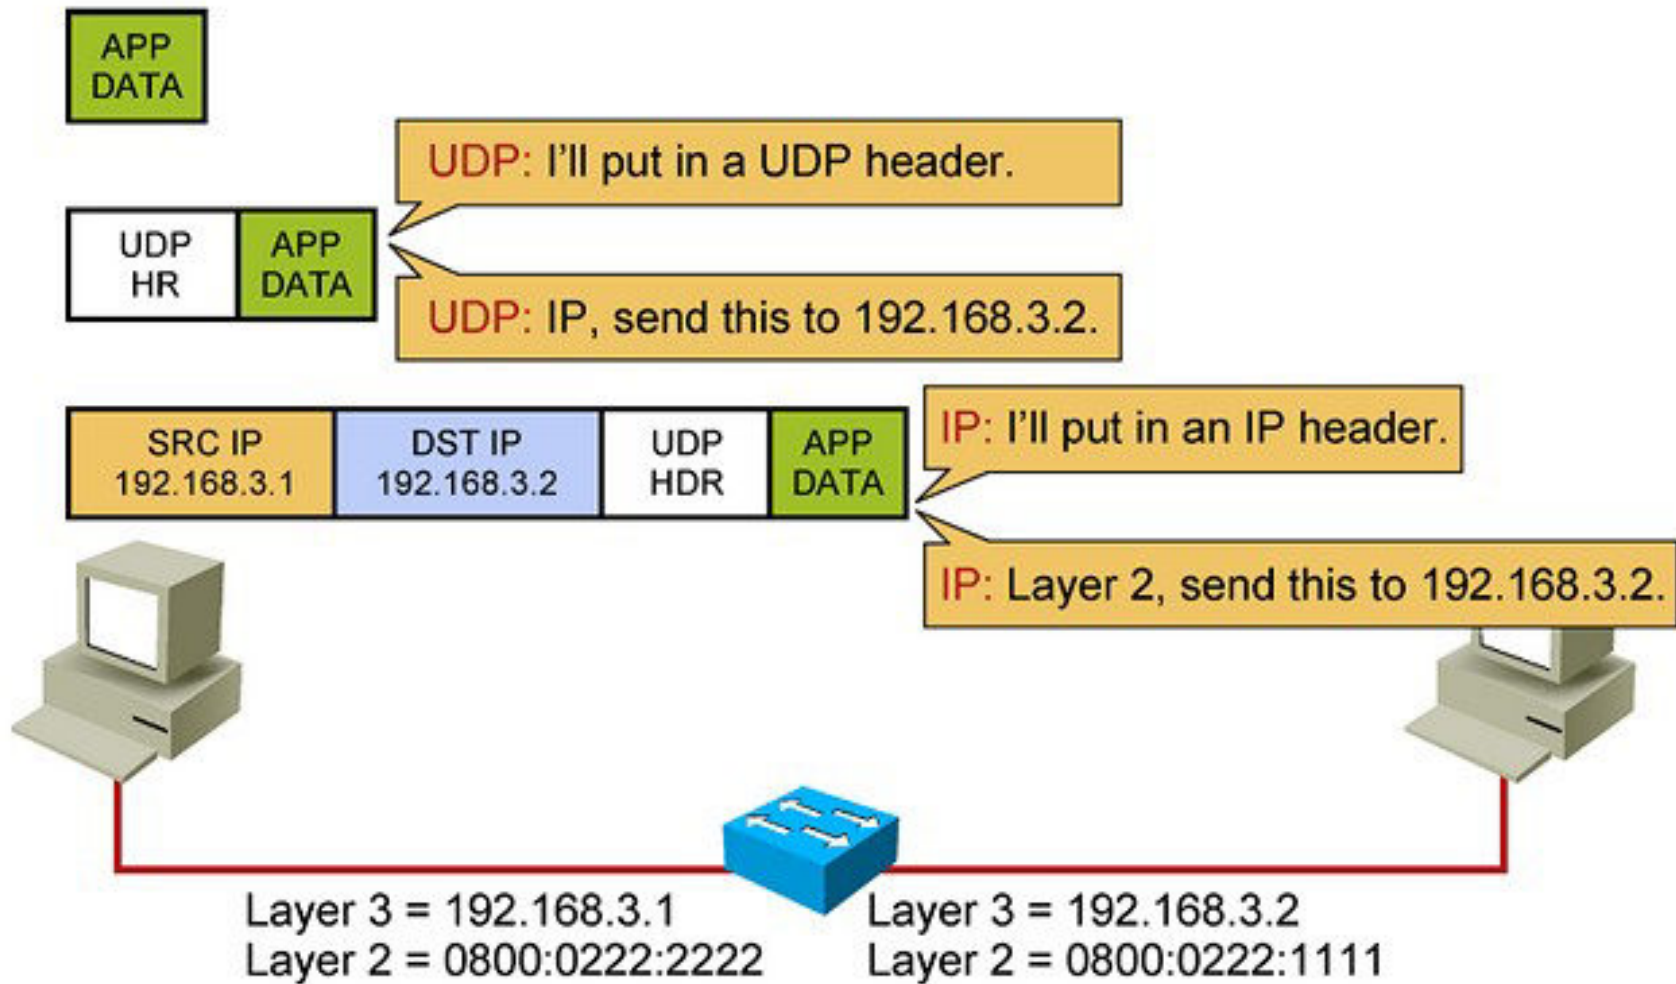 APP
DATA
UDP: I'll put in a UDP header.
UDP
HR
APP
DATA
UDP: IP, send this to 192.168.3.2.
SRC IP
192.168.3.1
DST IP
192.168.3.2
UDP
HDR
APP
DATA
IP: I'll put in an IP header.
IP: Layer 2, send this to 192.168.3.2.
Layer 3 = 192.168.3.1
Layer 2 = 0800:0222:2222
Layer 3 = 192.168.3.2
Layer 2 = 0800:0222:1111